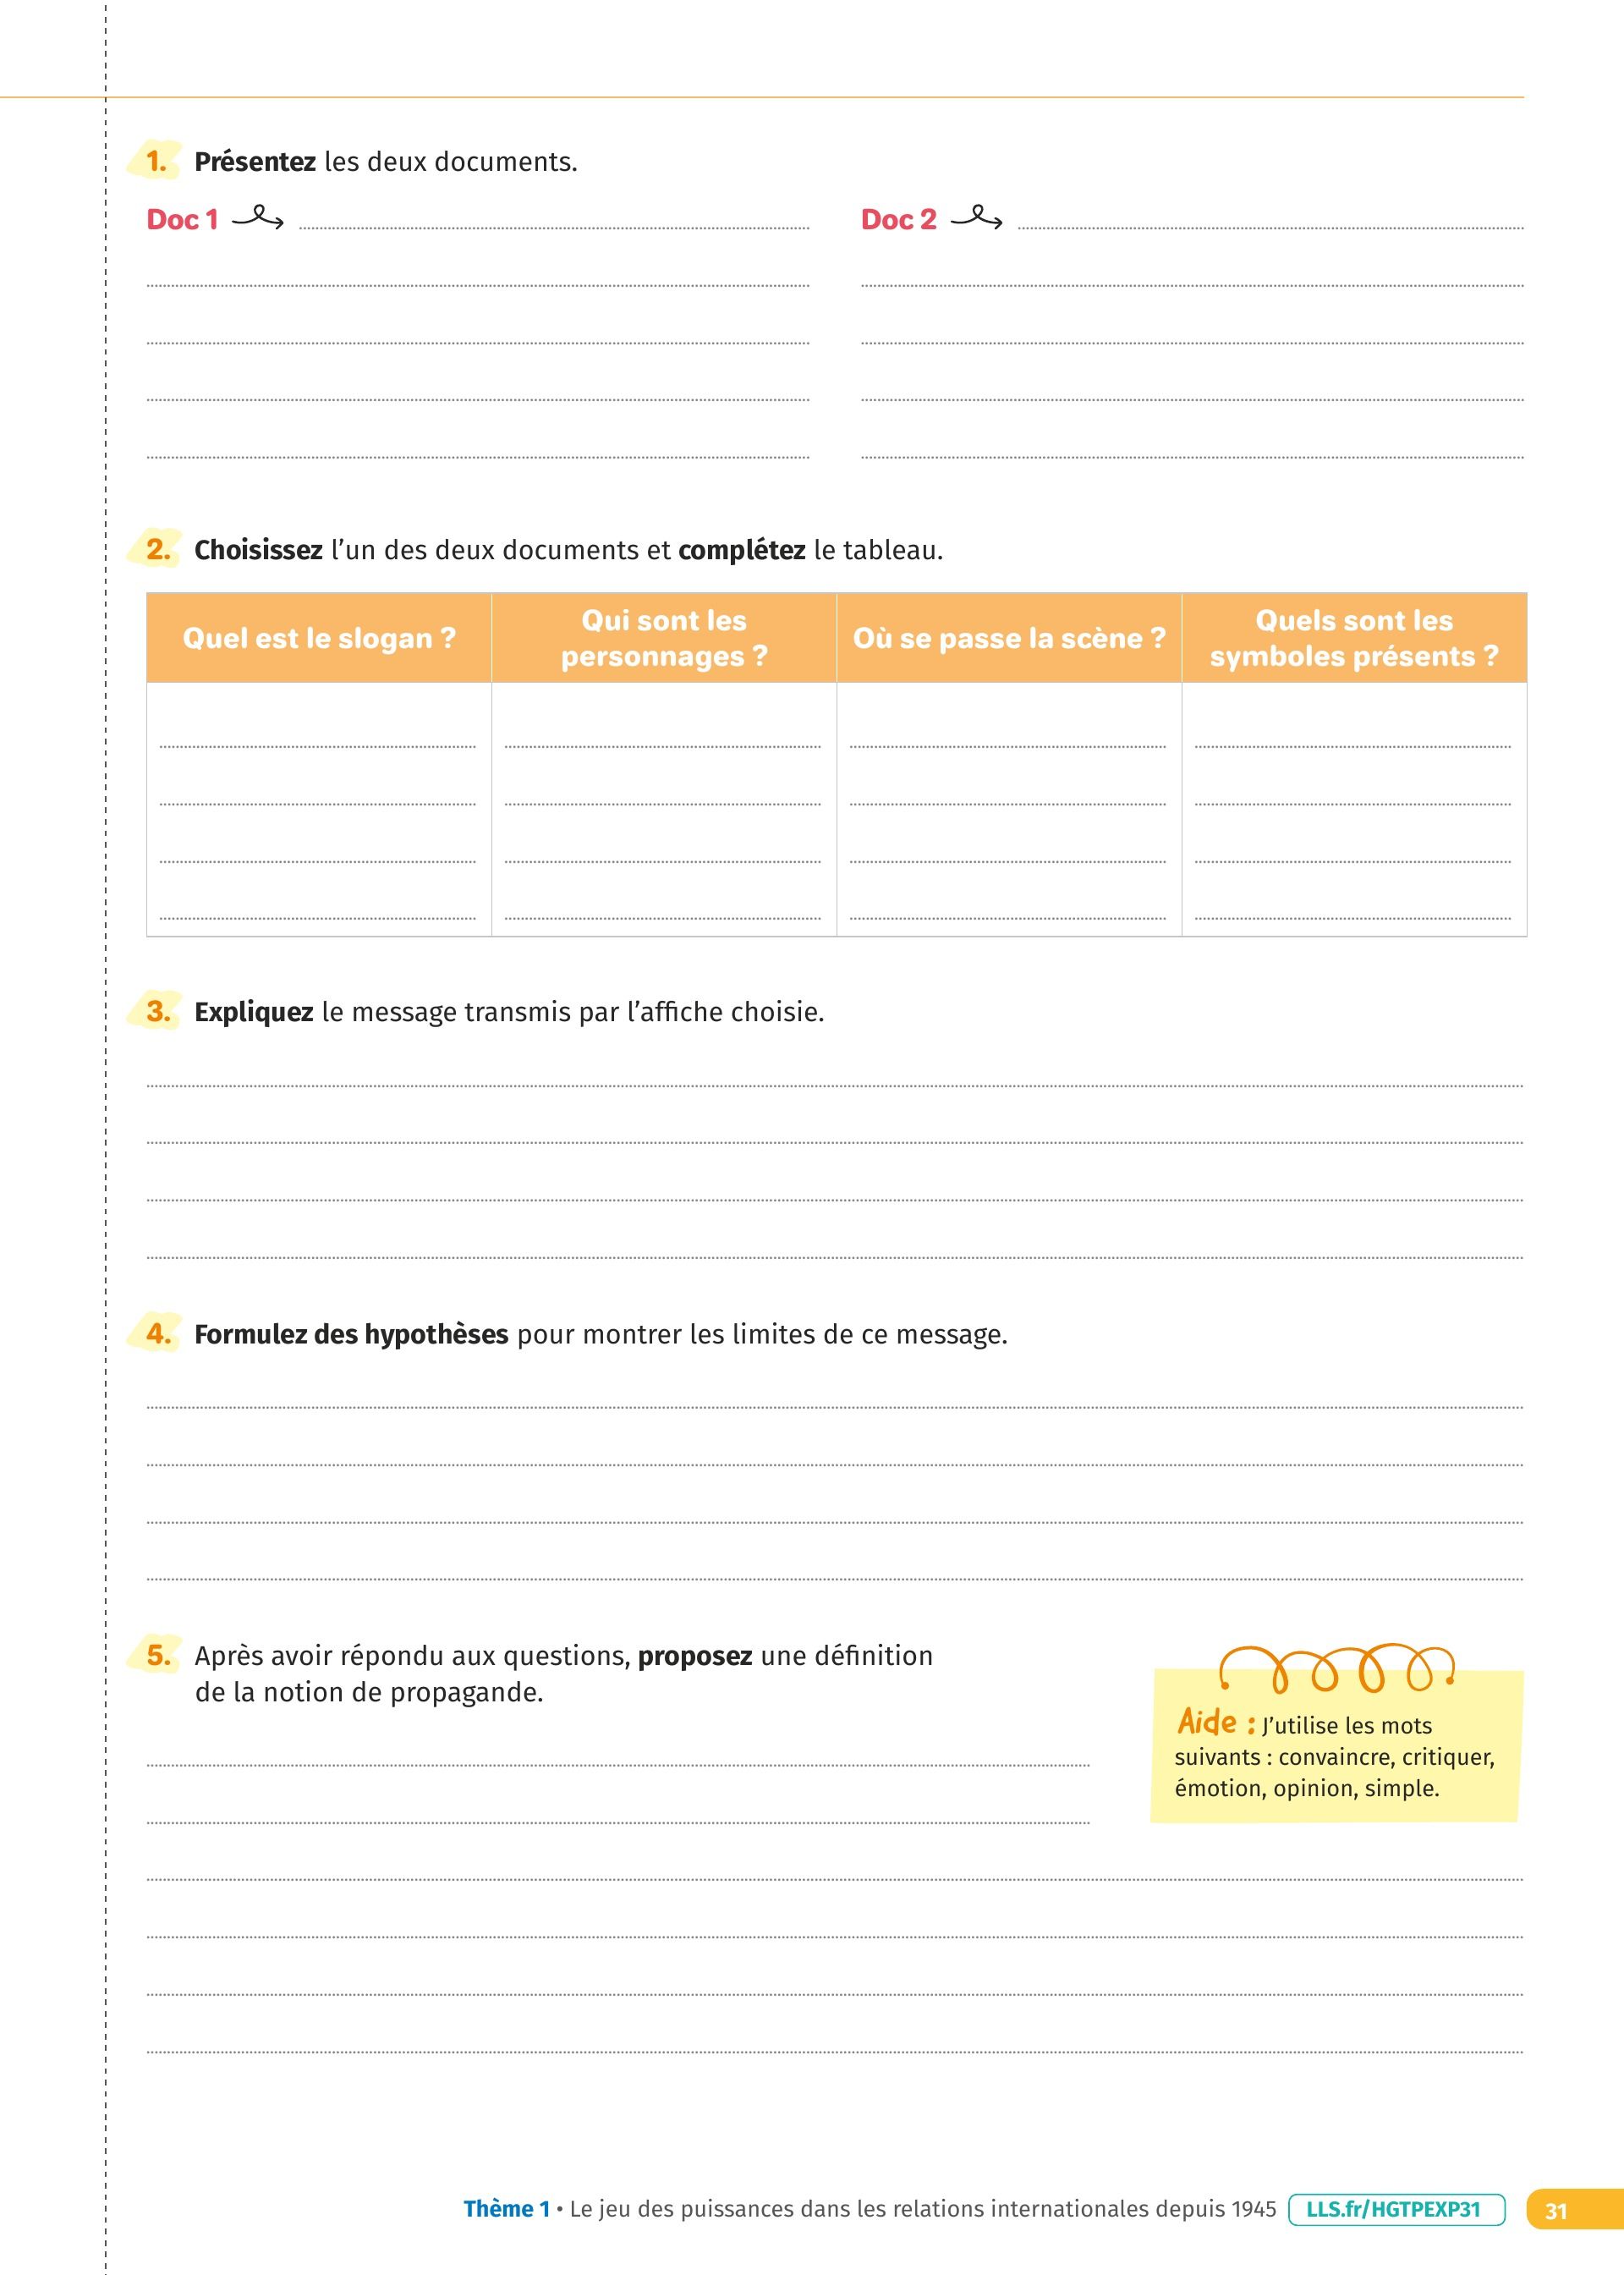 1. Présentez les deux documents.
Doc 1
Doc 2
2. Choisissez l’un des deux documents et complétez le tableau.
Quel est le slogan ?
Qui sont les
personnages ?
Où se passe la scène ?
Quels sont les
symboles présents ?
3. Expliquez le message transmis par l’affiche choisie.
4. Formulez des hypothèses pour montrer les limites de ce message.
5. Après avoir répondu aux questions, proposez une définition
de la notion de propagande.
Aide : J’utilise les mots
suivants : convaincre, critiquer,
émotion, opinion, simple.
Thème 1 • Le jeu des puissances dans les relations internationales depuis 1945 LLS.fr/HGTPEXP31 31